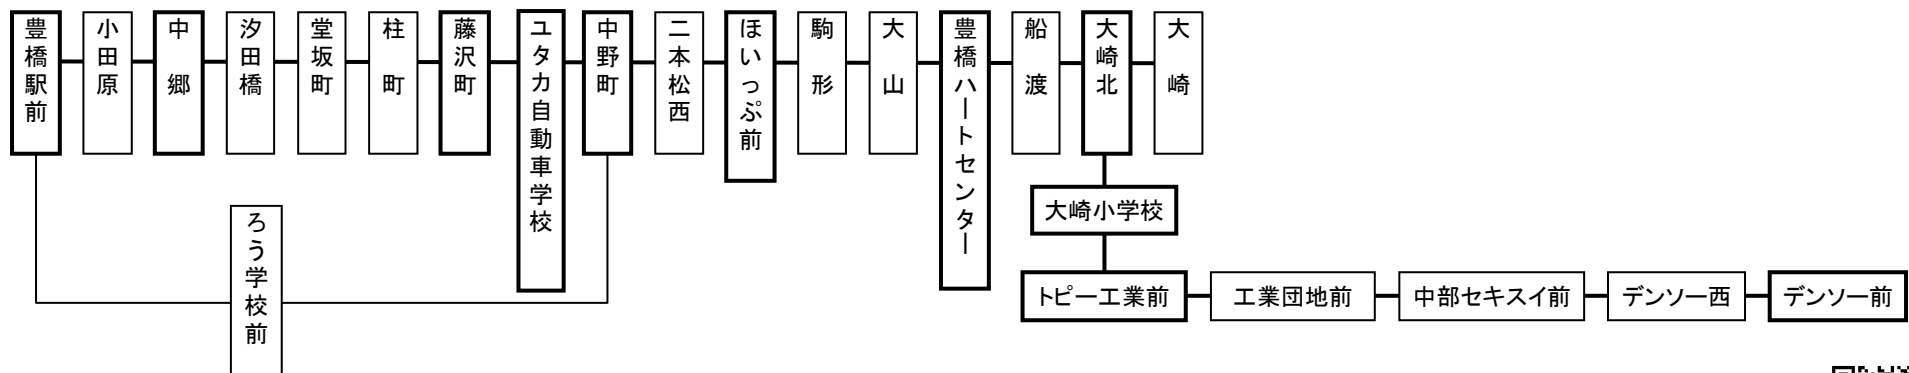 豊橋駅前
小田原
中郷
汐田橋
堂坂町
柱町
藤沢町
ユタカ自動車学校
中野町
二本松西
ほいっぷ前
駒形
大山
豊橋ハートセンター
船渡
大崎北
大崎
ろう学校前
大崎小学校
トピー工業前
工業団地前
中部セキスイ前
デンソー西
デンソー前